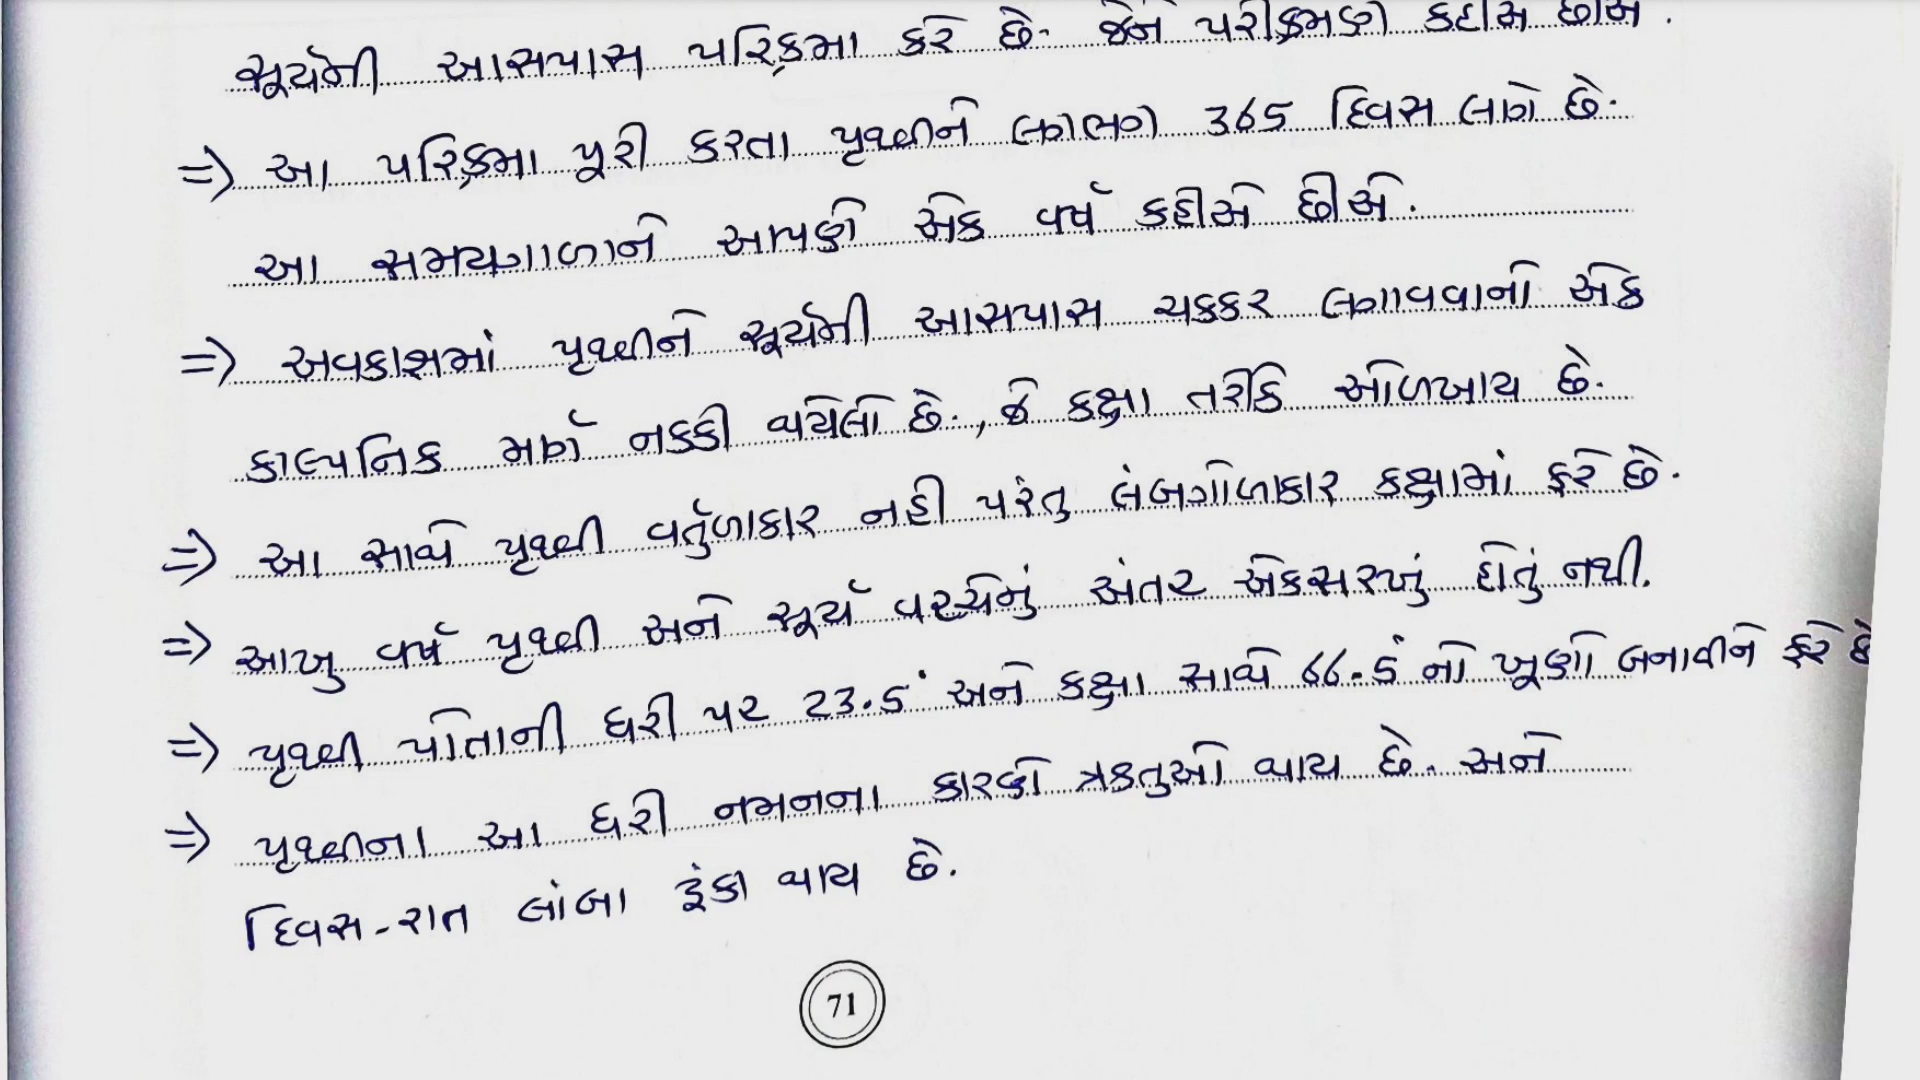 સૂર્યની આસપાસ પરિક્રમા કરે છે. જેને પરીક્રમણ કહીએ છીએ.
=> આ પરિક્રમા પૂરી કરતા પૃથ્વીને લગભગ 365 દિવસ લાગે છે.
આ સમયગાળાને આપણે એક વર્ષ કહીએ છીએ.
=> અવકાશમાં પૃથ્વીને સૂર્યની આસપાસ ચક્કર લગાવવાનો એક
કાલ્પનિક માર્ગ નક્કી થયેલો છે., જે કક્ષા તરીકે ઓળખાય છે.
=> આ સાથે પૃથ્વી વર્તુળાકાર નહી પરંતુ લંબગોળાકાર કક્ષામાં ફરે છે.
=> આખુ વર્ષ પૃથ્વી અને સૂર્ય વચ્ચેનું અંતર એકસરખું હોતું નથી.
=> પૃથ્વી પોતાની ધરી પર 23.5° અને કક્ષા સાથે 66.5° નો ખૂણો બનાવીને ફરે છે
=> પૃથ્વીના આ ધરી નમનના કારણે ઋતુઓ થાય છે. અને
દિવસ-રાત લાંબા ટૂંકા થાય છે.
71